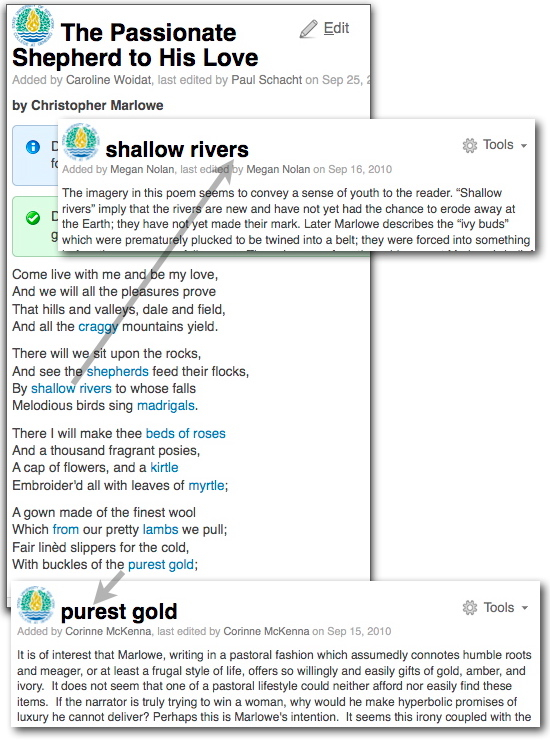 The Passionate
Shepherd to His Love
Edit
Added by Caroline Woidat, last edited by Paul Schacht on Sep 25, 2
by Christopher Marlowe
shallow rivers
Tools
Added by Megan Nolan, last edited by Megan Nolan on Sep 16, 2010
The imagery in this poem seems to convey a sense of youth to the reader. “Shallow
rivers” imply that the rivers are new and have not yet had the chance to erode away at
the Earth; they have not yet made their mark. Later Marlowe describes the “ivy buds”
which were prematurely plucked to be twined into a belt; they were forced into something
Come live with me and be my love,
And we will all the pleasures prove
That hills and valleys, dale and field,
And all the craggy mountains yield.
There will we sit upon the rocks,
And see the shepherds feed their flocks,
By shallow rivers to whose falls
Melodious birds sing madrigals.
There I will make thee beds of roses
And a thousand fragrant posies,
A cap of flowers, and a kirtle
Embroider'd all with leaves of myrtle;
A gown made of the finest wool
Which from our pretty lambs we pull;
Fair linèd slippers for the cold,
With buckles of the purest gold;
purest gold
Tools
Added by Corinne McKenna, last edited by Corinne McKenna on Sep 15, 2010
It is of interest that Marlowe, writing in a pastoral fashion which assumedly connotes humble roots
and meager, or at least a frugal style of life, offers so willingly and easily gifts of gold, amber, and
ivory.  It does not seem that one of a pastoral lifestyle could neither afford nor easily find these
items.  If the narrator is truly trying to win a woman, why would he make hyperbolic promises of
luxury he cannot deliver? Perhaps this is Marlowe's intention.  It seems this irony coupled with the